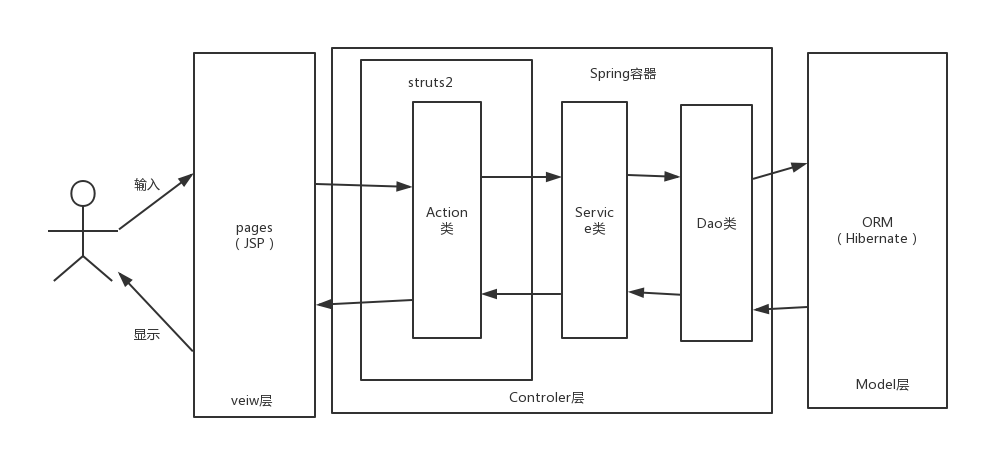 输入
显示
pages
（JSP）
veiw层
struts2
Action
类
Spring容器
Servic
e类
Dao类
Controler层
ORM
（Hibernate）
Model层